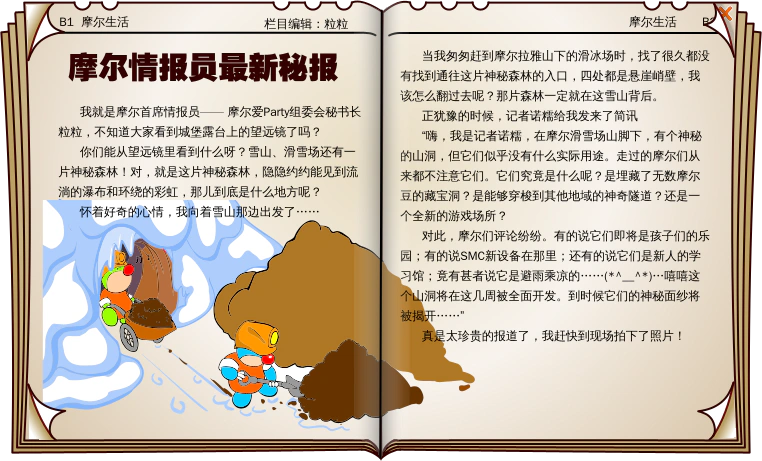 B1 摩尔生活
栏目编辑：粒粒
摩尔情报员最新秘报
我就是摩尔首席情报员—— 摩尔爱Party组委会秘书长
粒粒，不知道大家看到城堡露台上的望远镜了吗？
你们能从望远镜里看到什么呀？雪山、滑雪场还有一
片神秘森林！对，就是这片神秘森林，隐隐约约能见到流
淌的瀑布和环绕的彩虹，那儿到底是什么地方呢？
怀着好奇的心情，我向着雪山那边出发了……
摩尔生活
当我匆匆赶到摩尔拉雅山下的滑冰场时，找了很久都没
有找到通往这片神秘森林的入口，四处都是悬崖峭壁，我
该怎么翻过去呢？那片森林一定就在这雪山背后。
正犹豫的时候，记者诺糯给我发来了简讯
“嗨，我是记者诺糯，在摩尔滑雪场山脚下，有个神秘
的山洞，但它们似乎没有什么实际用途。走过的摩尔们从
来都不注意它们。它们究竟是什么呢？是埋藏了无数摩尔
豆的藏宝洞？是能够穿梭到其他地域的神奇隧道？还是一
个全新的游戏场所？
对此，摩尔们评论纷纷。有的说它们即将是孩子们的乐
园；有的说SMC新设备在那里；还有的说它们是新人的学
习馆；竟有甚者说它是避雨乘凉的……(*^__^*)…嘻嘻这
个山洞将在这几周被全面开发。到时候它们的神秘面纱将
被揭开……”
真是太珍贵的报道了，我赶快到现场拍下了照片！